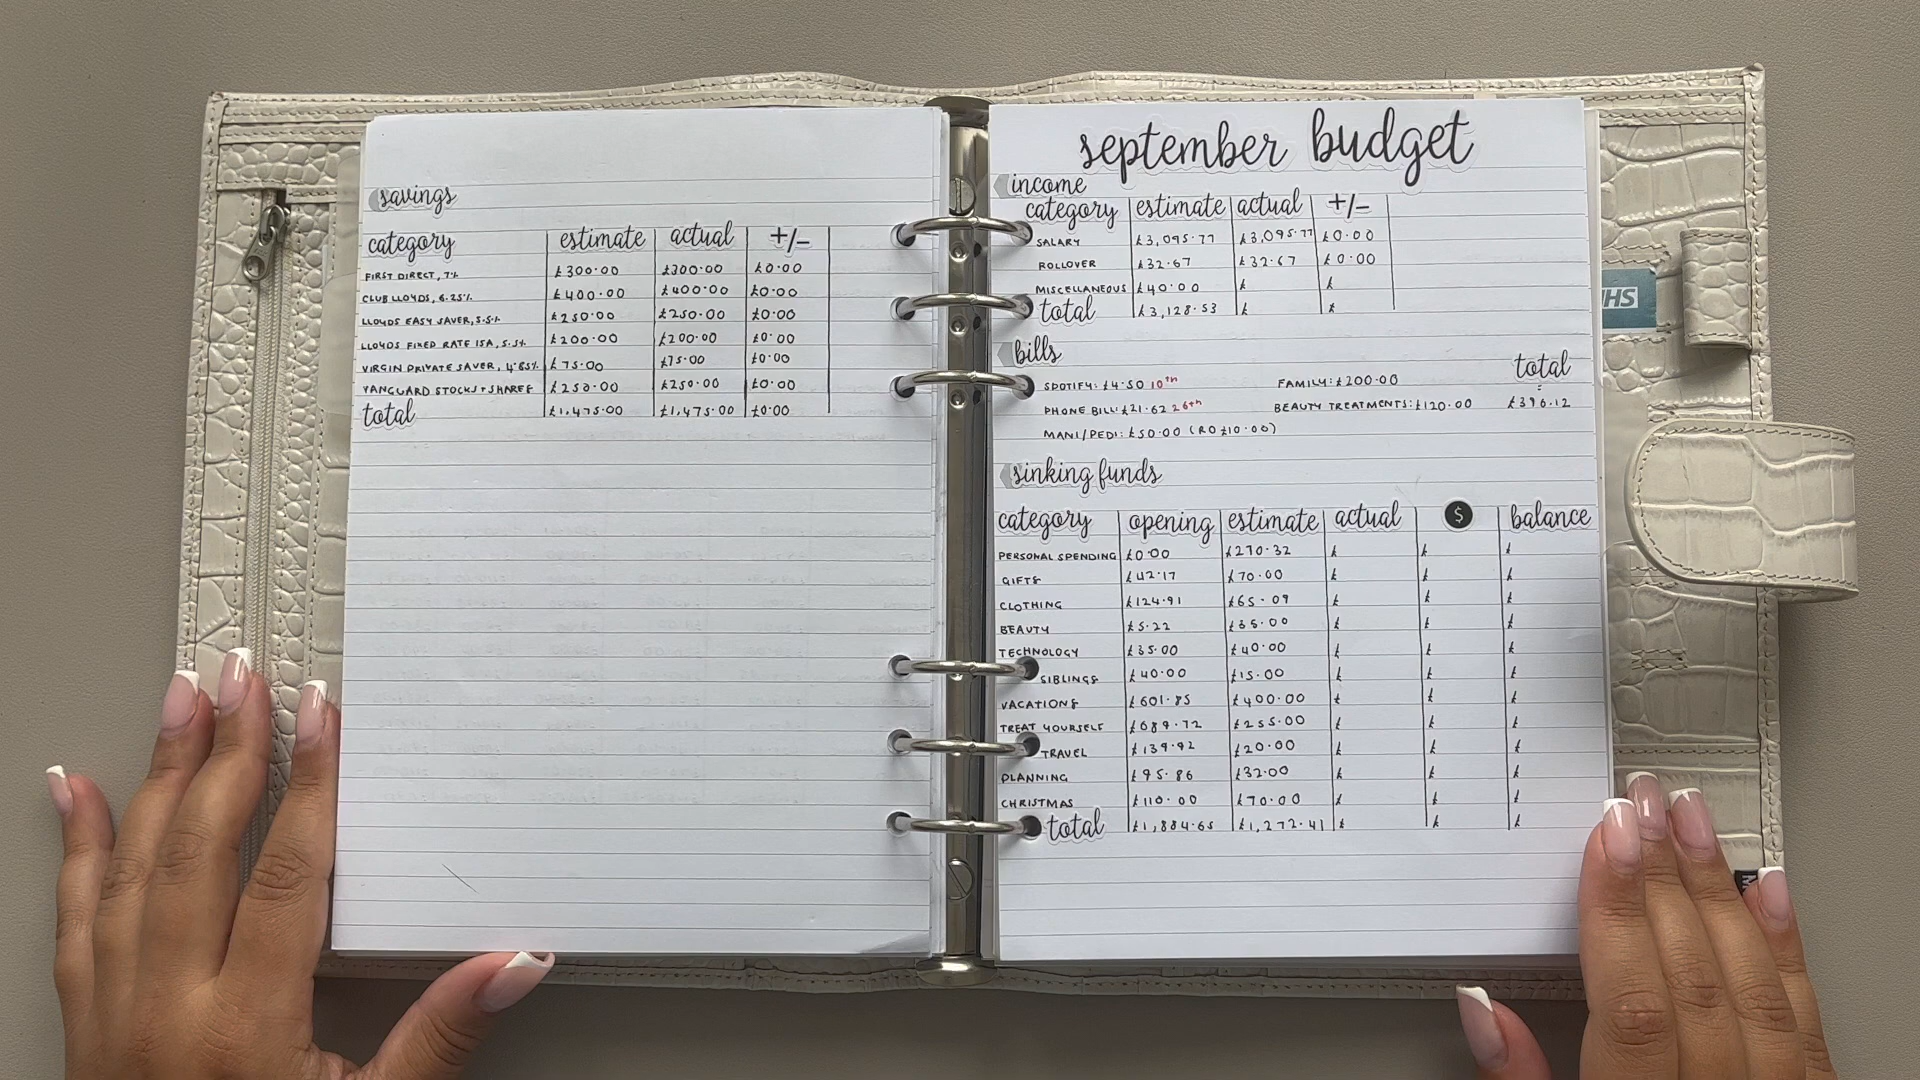 savings
category estimate actual +/-
FIRST DIRECT, 7% £300.00 £300.00 £0.00
CLUB LLOYDS, 6.25% £400.00 £400.00 £0.00
LLOYDS EASY SAVER, 5.5% £250.00 £250.00 £0.00
LLOYDS FIXED RATE ISA, 5.5% £200.00 £200.00 £0.00
VIRGIN PRIVATE SAVER, 4.85% £75.00 £75.00 £0.00
VANGUARD STOCKS + SHARES £250.00 £250.00 £0.00
total £1,475.00 £1,475.00 £0.00
september budget
income
category estimate actual +/-
SALARY £3,095.77 £3,095.77 £0.00
ROLLOVER £32.67 £32.67 £0.00
MISCELLANEOUS £40.00 £ £
total £3,128.53 £ £
bills
total
SPOTIFY: £4.50 10th FAMILY: £200.00 :
PHONE BILL: £21.62 26th BEAUTY TREATMENTS: £120.00 £396.12
MANI/PEDI: £50.00 (RO £10.00)
sinking funds
category opening estimate actual $ balance
PERSONAL SPENDING £0.00 £270.32 £ £ £
GIFTS £42.17 £70.00 £ £ £
CLOTHING £124.91 £65.09 £ £ £
BEAUTY £5.22 £35.00 £ £ £
TECHNOLOGY £35.00 £40.00 £ £ £
SIBLINGS £40.00 £15.00 £ £ £
VACATIONS £601.85 £400.00 £ £ £
TREAT YOURSELF £689.72 £255.00 £ £ £
TRAVEL £139.92 £20.00 £ £ £
PLANNING £95.86 £32.00 £ £ £
CHRISTMAS £110.00 £70.00 £ £ £
total £1,884.65 £1,272.41 £ £ £
NHS